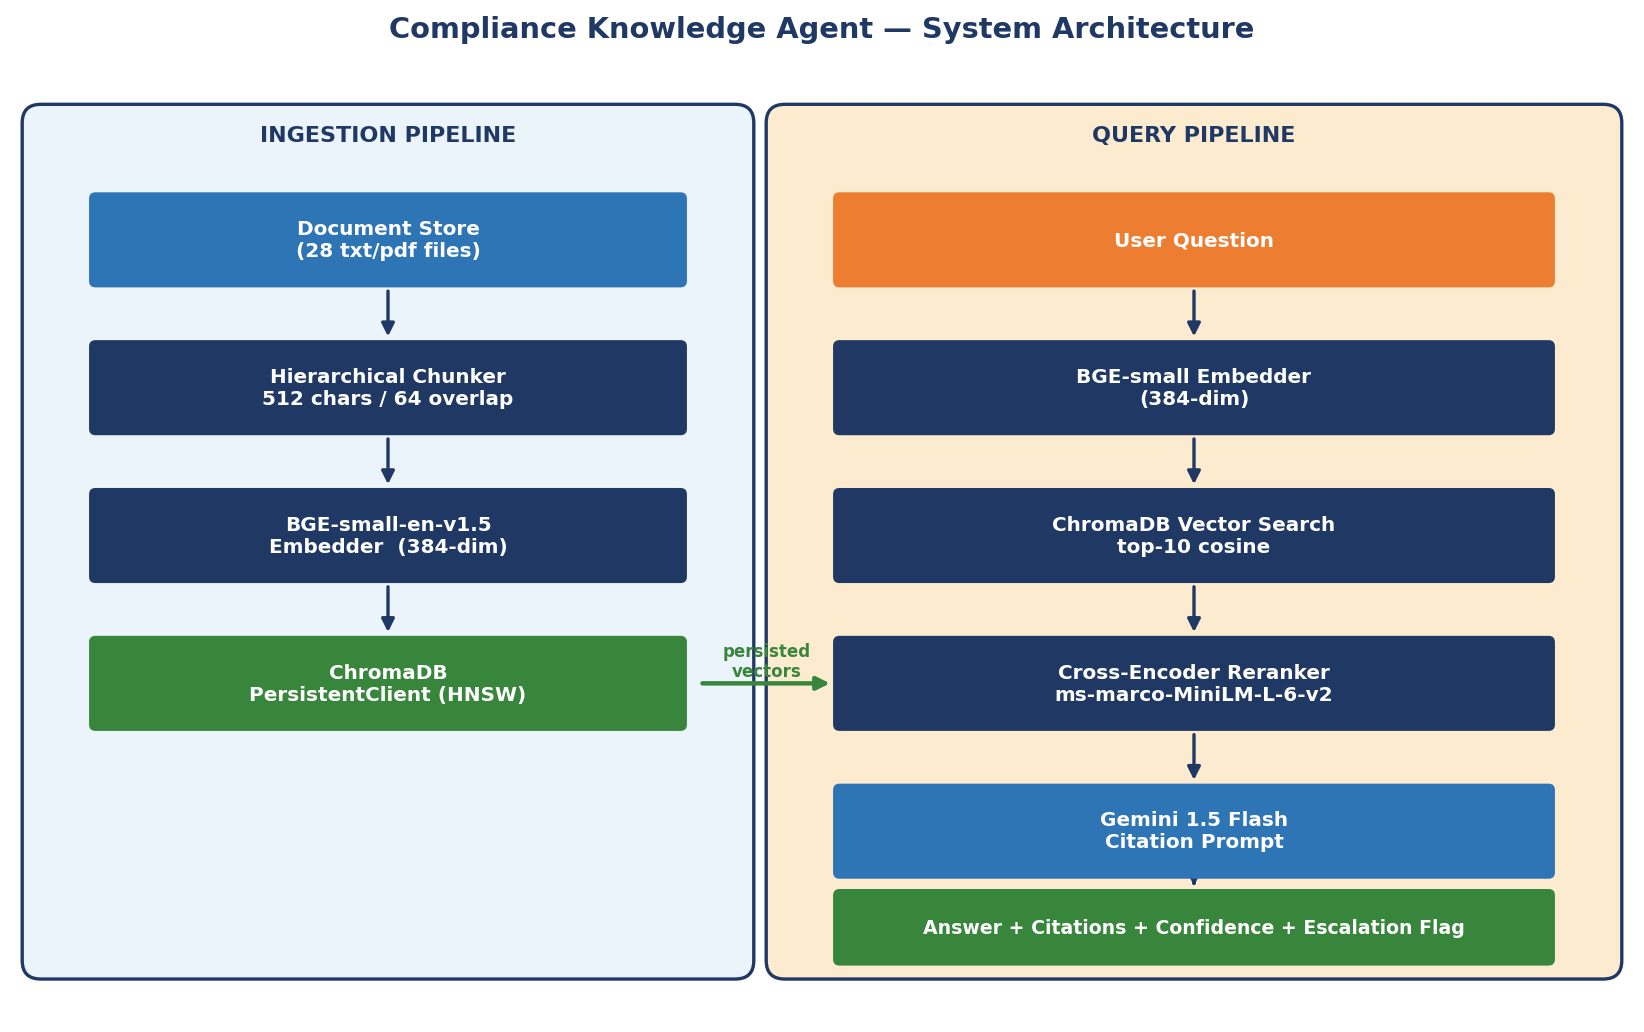 Compliance Knowledge Agent — System Architecture
INGESTION PIPELINE
Document Store
(28 txt/pdf files)
Hierarchical Chunker
512 chars / 64 overlap
BGE-small-en-v1.5
Embedder  (384-dim)
ChromaDB
PersistentClient (HNSW)
persisted
vectors
QUERY PIPELINE
User Question
BGE-small Embedder
(384-dim)
ChromaDB Vector Search
top-10 cosine
Cross-Encoder Reranker
ms-marco-MiniLM-L-6-v2
Gemini 1.5 Flash
Citation Prompt
Answer + Citations + Confidence + Escalation Flag